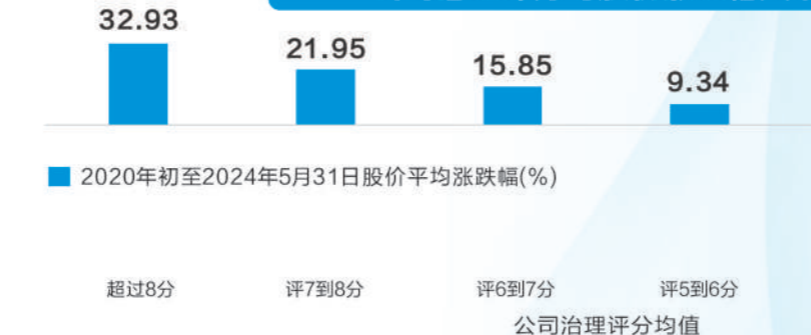 32.93
21.95
15.85
9.34
2020年初至2024年5月31日股价平均涨跌幅(%)
超过8分 评7到8分 评6到7分 评5到6分
公司治理评分均值